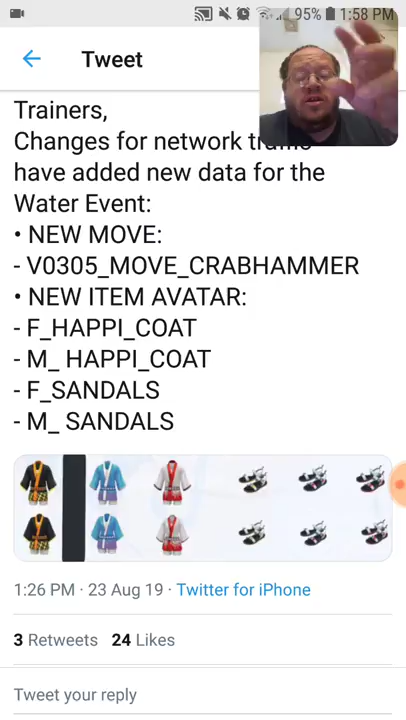 95% 1:58 PM
Tweet
Trainers,
Changes for network traffic
have added new data for the
Water Event:
• NEW MOVE:
- V0305_MOVE_CRABHAMMER
• NEW ITEM AVATAR:
- F_HAPPI_COAT
- M_ HAPPI_COAT
- F_SANDALS
- M_ SANDALS
1:26 PM · 23 Aug 19 · Twitter for iPhone
3 Retweets 24 Likes
Tweet your reply